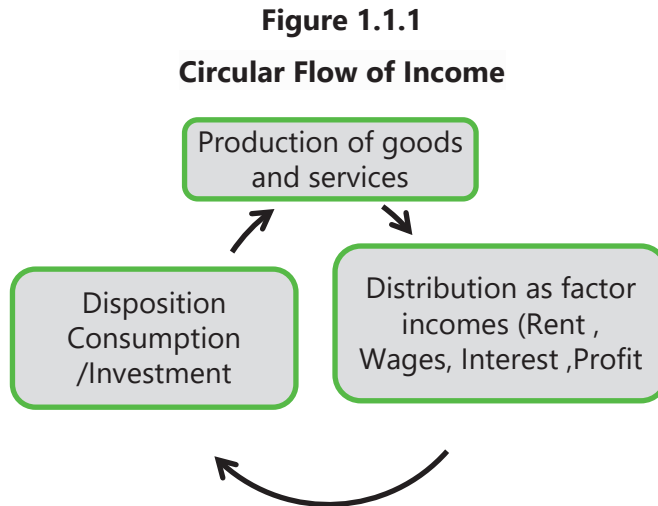 Figure 1.1.1
Circular Flow of Income
Production of goods
and services
Disposition
Consumption
/Investment
Distribution as factor
incomes (Rent ,
Wages, Interest ,Profit